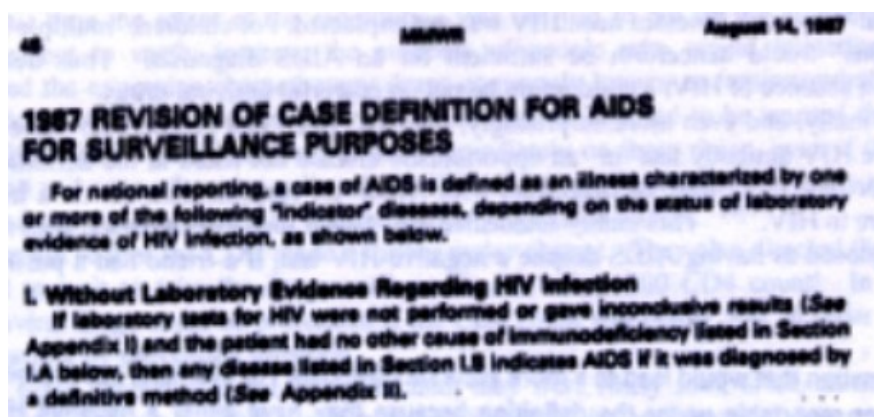 4S MMWR August 14, 1987
1987 REVISION OF CASE DEFINITION FOR AIDS
FOR SURVEILLANCE PURPOSES
For national reporting, a case of AIDS is defined as an illness characterized by one
or more of the following "indicator" diseases, depending on the status of laboratory
evidence of HIV infection, as shown below.
I. Without Laboratory Evidence Regarding HIV Infection
If laboratory tests for HIV were not performed or gave inconclusive results (See
Appendix I) and the patient had no other cause of immunodeficiency listed in Section
I.A below, then any disease listed in Section I.B indicates AIDS if it was diagnosed by
a definitive method (See Appendix II).